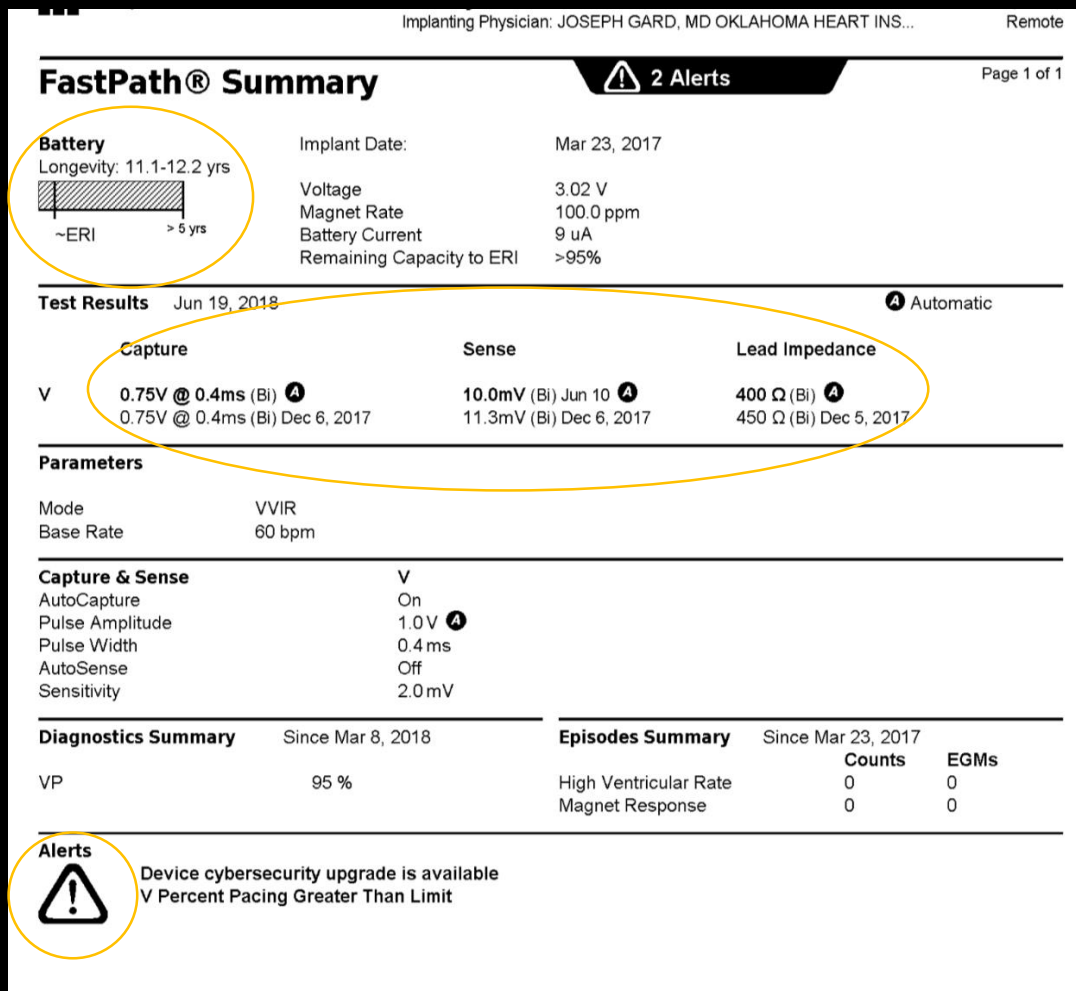 Implanting Physician: JOSEPH GARD, MD OKLAHOMA HEART INS... Remote
FastPath® Summary 2 Alerts Page 1 of 1
Battery Implant Date: Mar 23, 2017
Longevity: 11.1-12.2 yrs
Voltage 3.02 V
Magnet Rate 100.0 ppm
~ERI > 5 yrs Battery Current 9 uA
Remaining Capacity to ERI >95%
Test Results Jun 19, 2018 A Automatic
Capture Sense Lead Impedance
V 0.75V @ 0.4ms (Bi) A 10.0mV (Bi) Jun 10 A 400 Ω (Bi) A
0.75V @ 0.4ms (Bi) Dec 6, 2017 11.3mV (Bi) Dec 6, 2017 450 Ω (Bi) Dec 5, 2017
Parameters
Mode VVIR
Base Rate 60 bpm
Capture & Sense V
AutoCapture On
Pulse Amplitude 1.0 V A
Pulse Width 0.4 ms
AutoSense Off
Sensitivity 2.0 mV
Diagnostics Summary Since Mar 8, 2018 Episodes Summary Since Mar 23, 2017
Counts EGMs
VP 95 % High Ventricular Rate 0 0
Magnet Response 0 0
Alerts
Device cybersecurity upgrade is available
V Percent Pacing Greater Than Limit